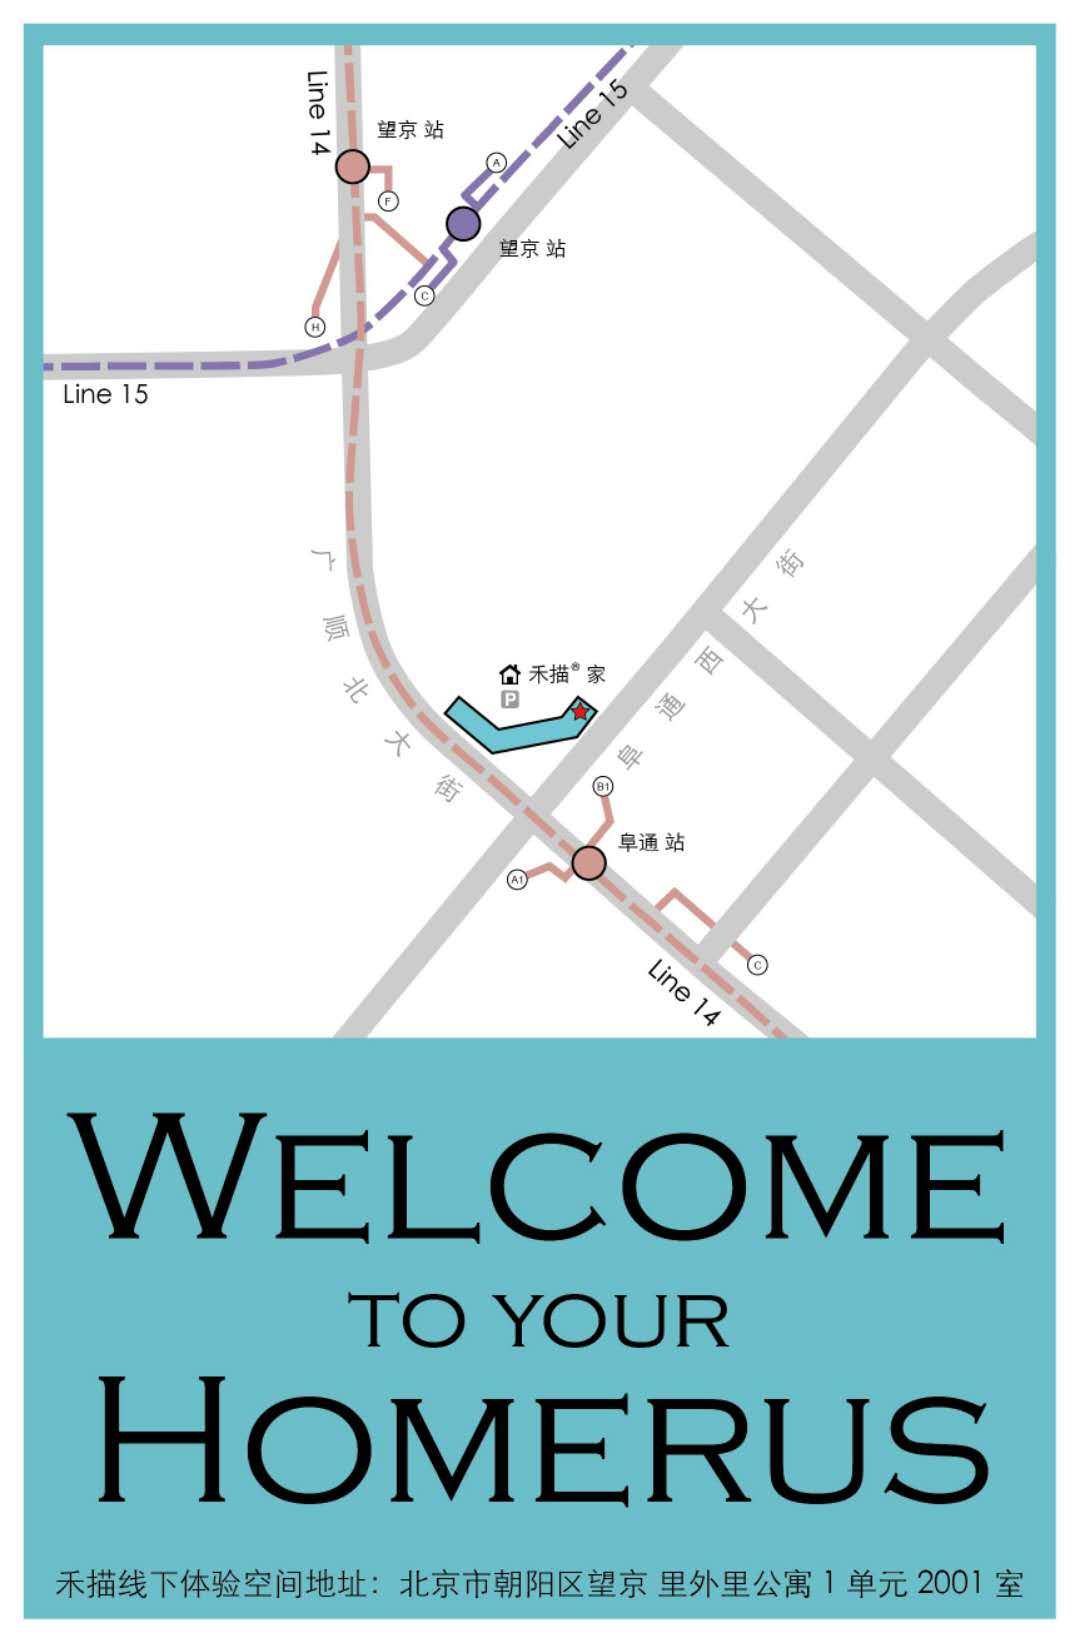 Line 14
望京 站
Line 15
A
F
望京 站
C
H
Line 15
广顺北大街
阜通西大街
禾描® 家
P
B1
阜通 站
A1
C
Line 14
WELCOME
TO YOUR
HOMERUS
禾描线下体验空间地址：北京市朝阳区望京 里外里公寓 1 单元 2001 室